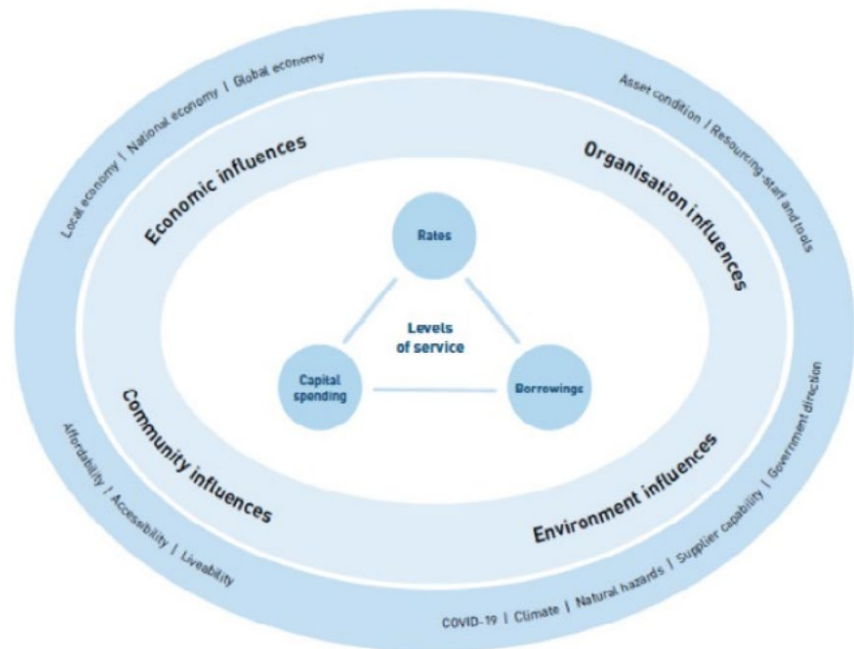 Local economy | National economy | Global economy
Asset condition | Resourcing-staff and tools
Economic influences
Organisation influences
Rates
Levels
of service
Capital
spending
Borrowings
Community influences
Environment influences
Affordability | Accessibility | Liveability
COVID-19 | Climate | Natural hazards | Supplier capability | Government direction